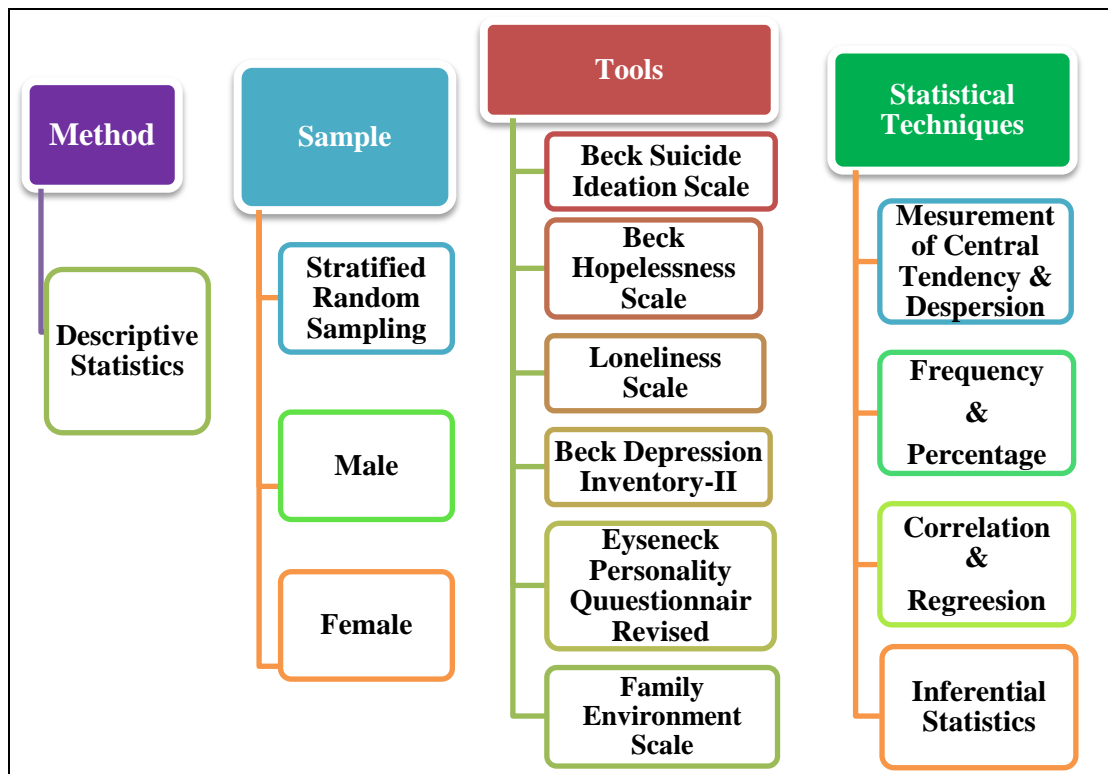 Method
Descriptive
Statistics
Sample
Stratified
Random
Sampling
Male
Female
Tools
Beck Suicide
Ideation Scale
Beck
Hopelessness
Scale
Loneliness
Scale
Beck Depression
Inventory-II
Eyseneck
Personality
Quuestionnair
Revised
Family
Environment
Scale
Statistical
Techniques
Mesurement
of Central
Tendency &
Despersion
Frequency
&
Percentage
Correlation
&
Regreesion
Inferential
Statistics